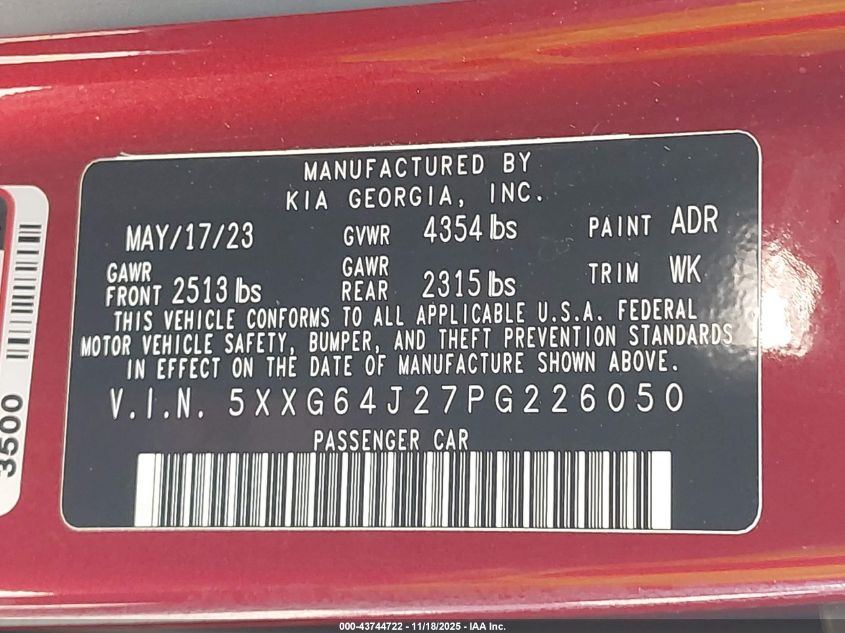 MANUFACTURED BY
KIA GEORGIA, INC.
MAY/17/23 GVWR 4354 lbs PAINT ADR
GAWR FRONT 2513 lbs GAWR REAR 2315 lbs TRIM WK
THIS VEHICLE CONFORMS TO ALL APPLICABLE U.S.A. FEDERAL
MOTOR VEHICLE SAFETY, BUMPER, AND THEFT PREVENTION STANDARDS
IN EFFECT ON THE DATE OF MANUFACTURE SHOWN ABOVE.
V.I.N. 5XXG64J27PG226050
PASSENGER CAR
3500
000-43744722 - 11/18/2025 - IAA Inc.